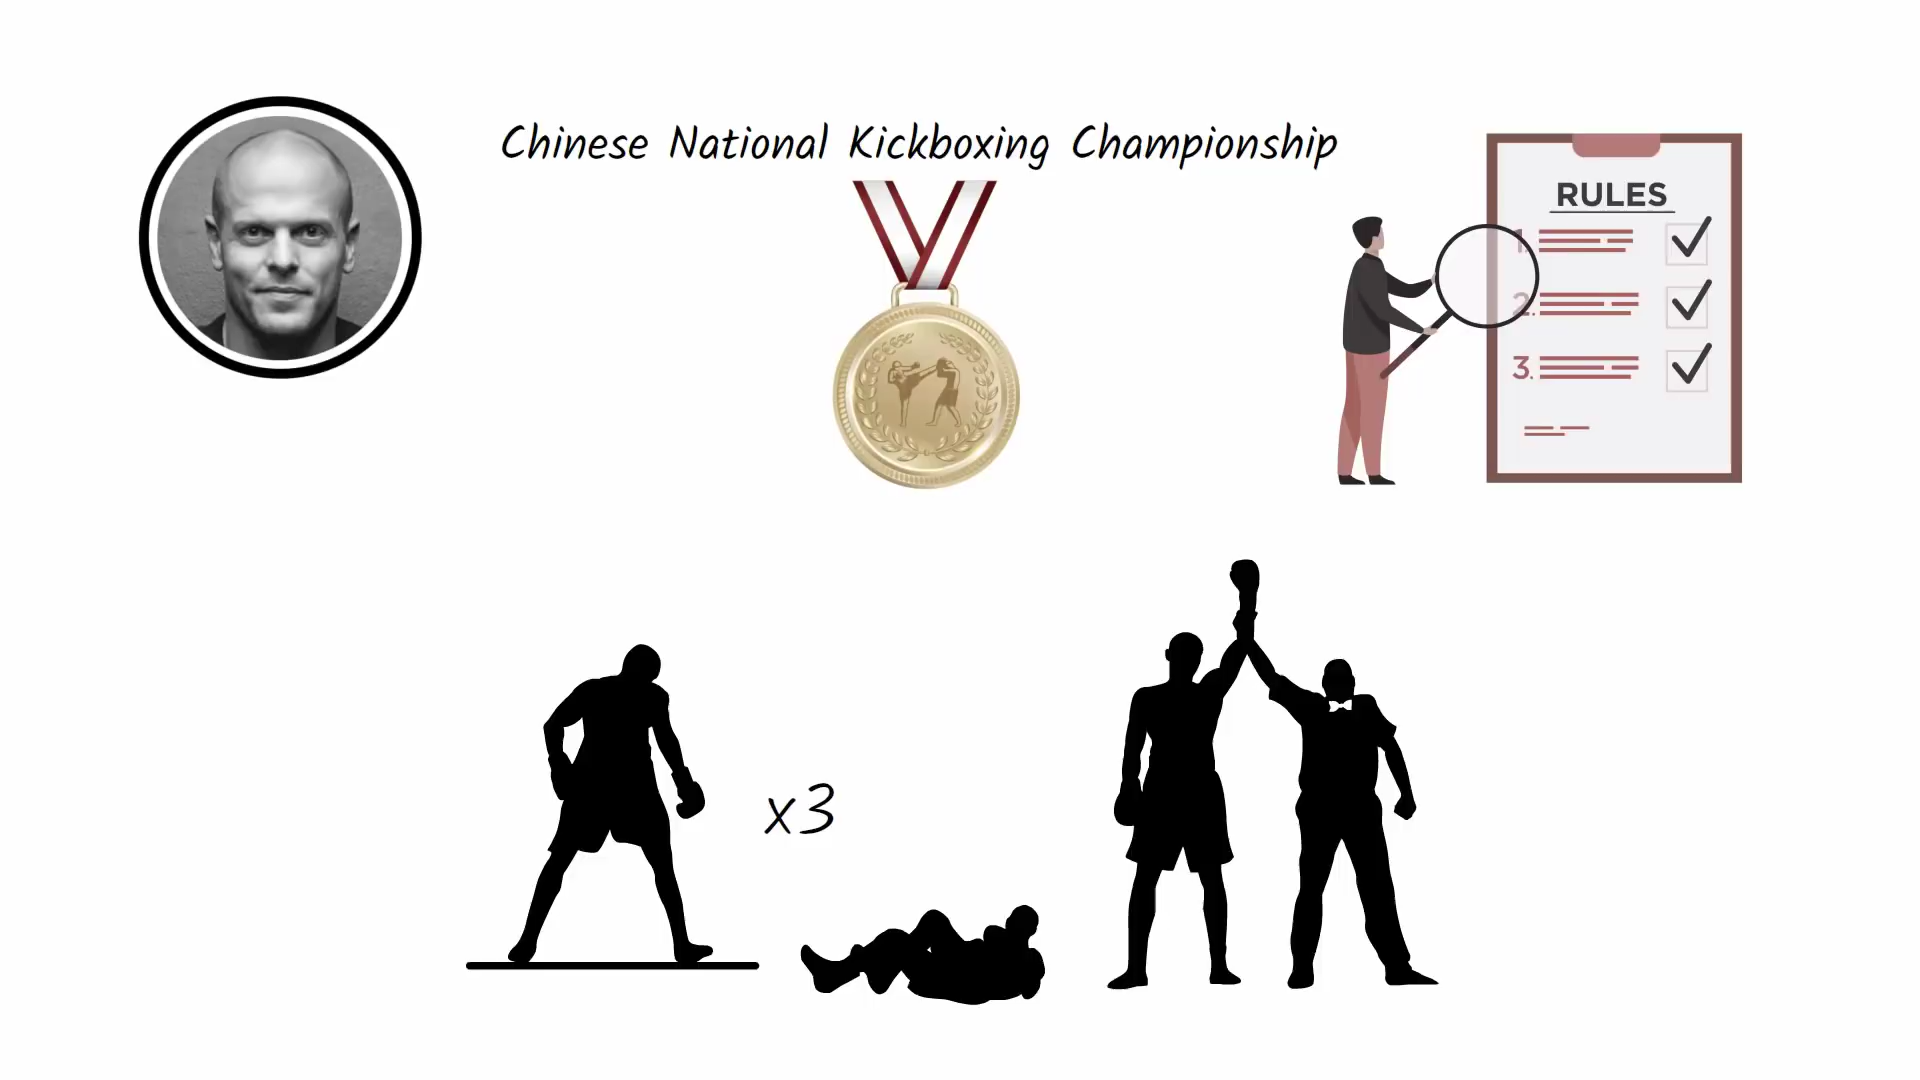 Chinese National Kickboxing Championship
RULES
1.
2.
3.
x3